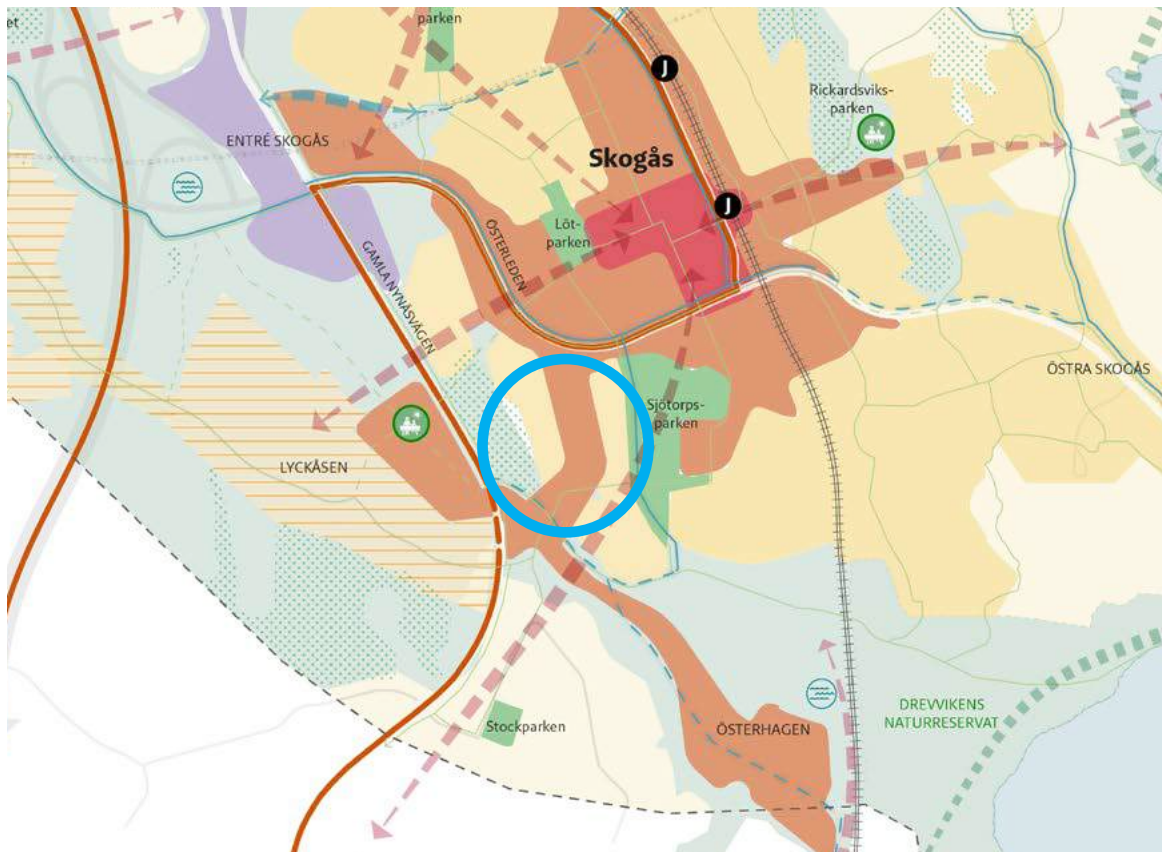 et
parken
J
Rickardsviks-
parken
ENTRÉ SKOGÅS
Skogås
J
Löt-
parken
ÖSTERLEDEN
GAMLA NYNÄSVÄGEN
ÖSTRA SKOGÅS
Sjötorps-
parken
LYCKÅSEN
DREVVIKENS
NATURRESERVAT
Stockparken
ÖSTERHAGEN